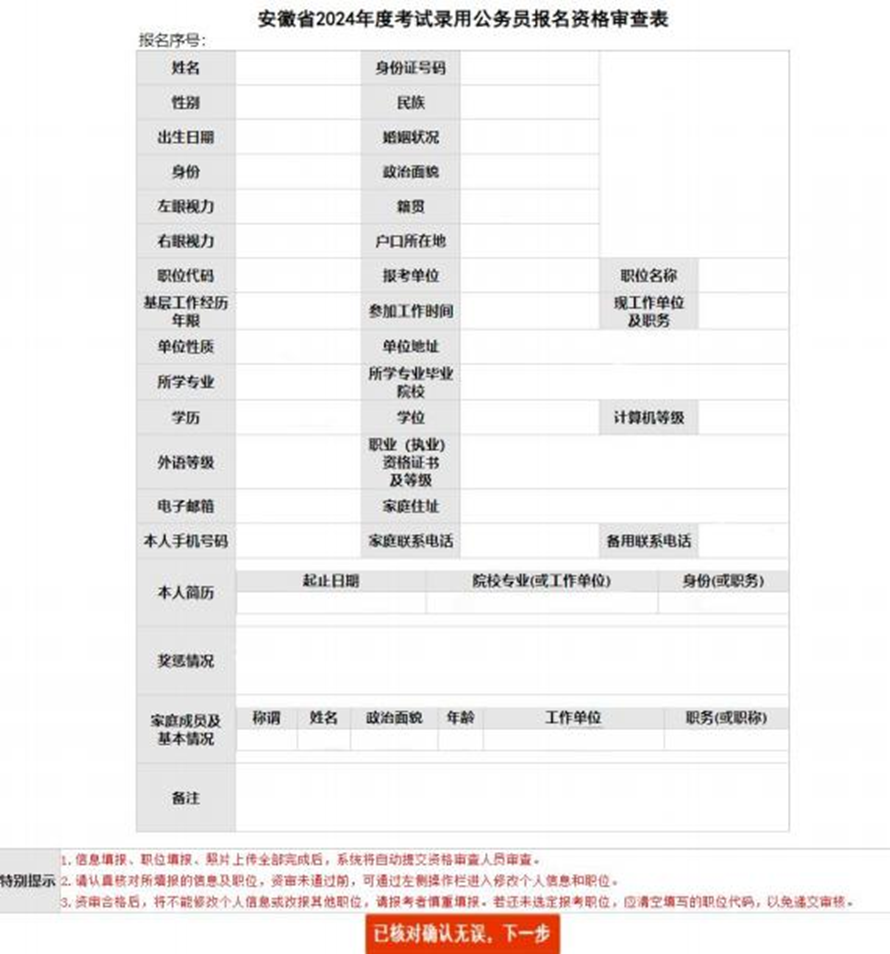 安徽省2024年度考试录用公务员报名资格审查表
报名序号：
姓名 身份证号码
性别 民族
出生日期 婚姻状况
身份 政治面貌
左眼视力 籍贯
右眼视力 户口所在地
职位代码 报考单位 职位名称
基层工作经历
年限
参加工作时间
现工作单位
及职务
单位性质 单位地址
所学专业
所学专业毕业
院校
学历 学位 计算机等级
外语等级
职业（执业）
资格证书
及等级
电子邮箱 家庭住址
本人手机号码 家庭联系电话 备用联系电话
本人简历
起止日期 院校专业(或工作单位) 身份(或职务)
奖惩情况
家庭成员及
基本情况
称谓 姓名 政治面貌 年龄 工作单位 职务(或职称)
备注
特别提示
1. 信息填报、职位填报、照片上传全部完成后，系统将自动提交资格审查人员审查。
2. 请认真核对所填报的信息及职位，资审未通过前，可通过左侧操作栏进入修改个人信息和职位。
3. 资审合格后，将不能修改个人信息或改报其他职位，请报考者慎重填报。若还未选定报考职位，应清空填写的职位代码，以免递交审核。
已核对确认无误，下一步